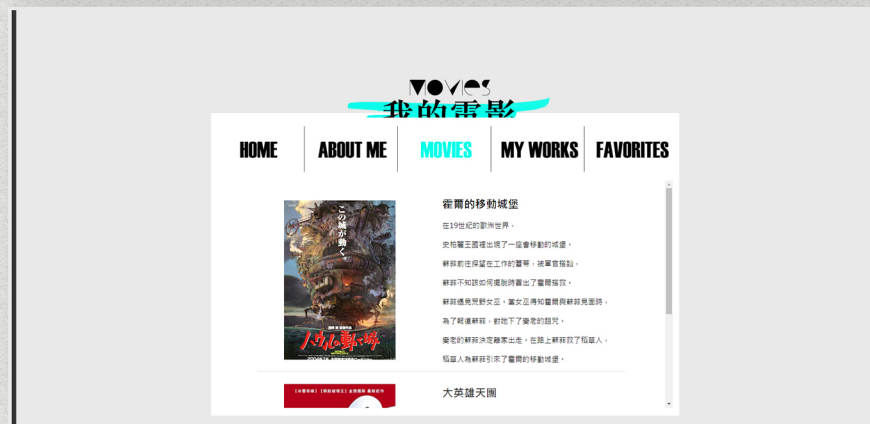 MOVIES
我的電影
HOME
ABOUT ME
MOVIES
MY WORKS
FAVORITES
この城が動く。
ハウルの動く城
霍爾的移動城堡
在19世紀的歐洲世界，
史柏麗王國裡出現了一座會移動的城堡。
蘇菲前往探望在工作的蕾蒂，被軍官搭訕，
蘇菲不知該如何擺脫時冒出了霍爾搭救，
蘇菲遇見荒野女巫。當女巫得知霍爾與蘇菲見面時，
為了報復蘇菲，對她下了變老的詛咒。
變老的蘇菲決定離家出走。在路上蘇菲救了稻草人，
稻草人為蘇菲引來了霍爾的移動城堡。
大英雄天團